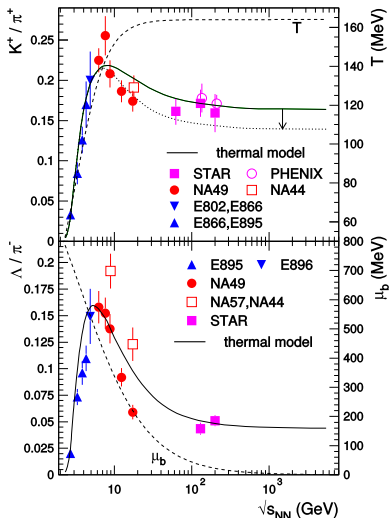 K⁺ / π⁺
T (MeV)
0.25
0.2
0.15
0.1
0.05
160
140
120
100
80
60
T
thermal model
STAR
PHENIX
NA49
NA44
E802,E866
E866,E895
Λ / π⁻
μb (MeV)
0.2
0.175
0.15
0.125
0.1
0.075
0.05
0.025
0
800
700
600
500
400
300
200
100
0
E895
E896
NA49
NA57,NA44
STAR
thermal model
μb
10
10²
10³
√sNN (GeV)